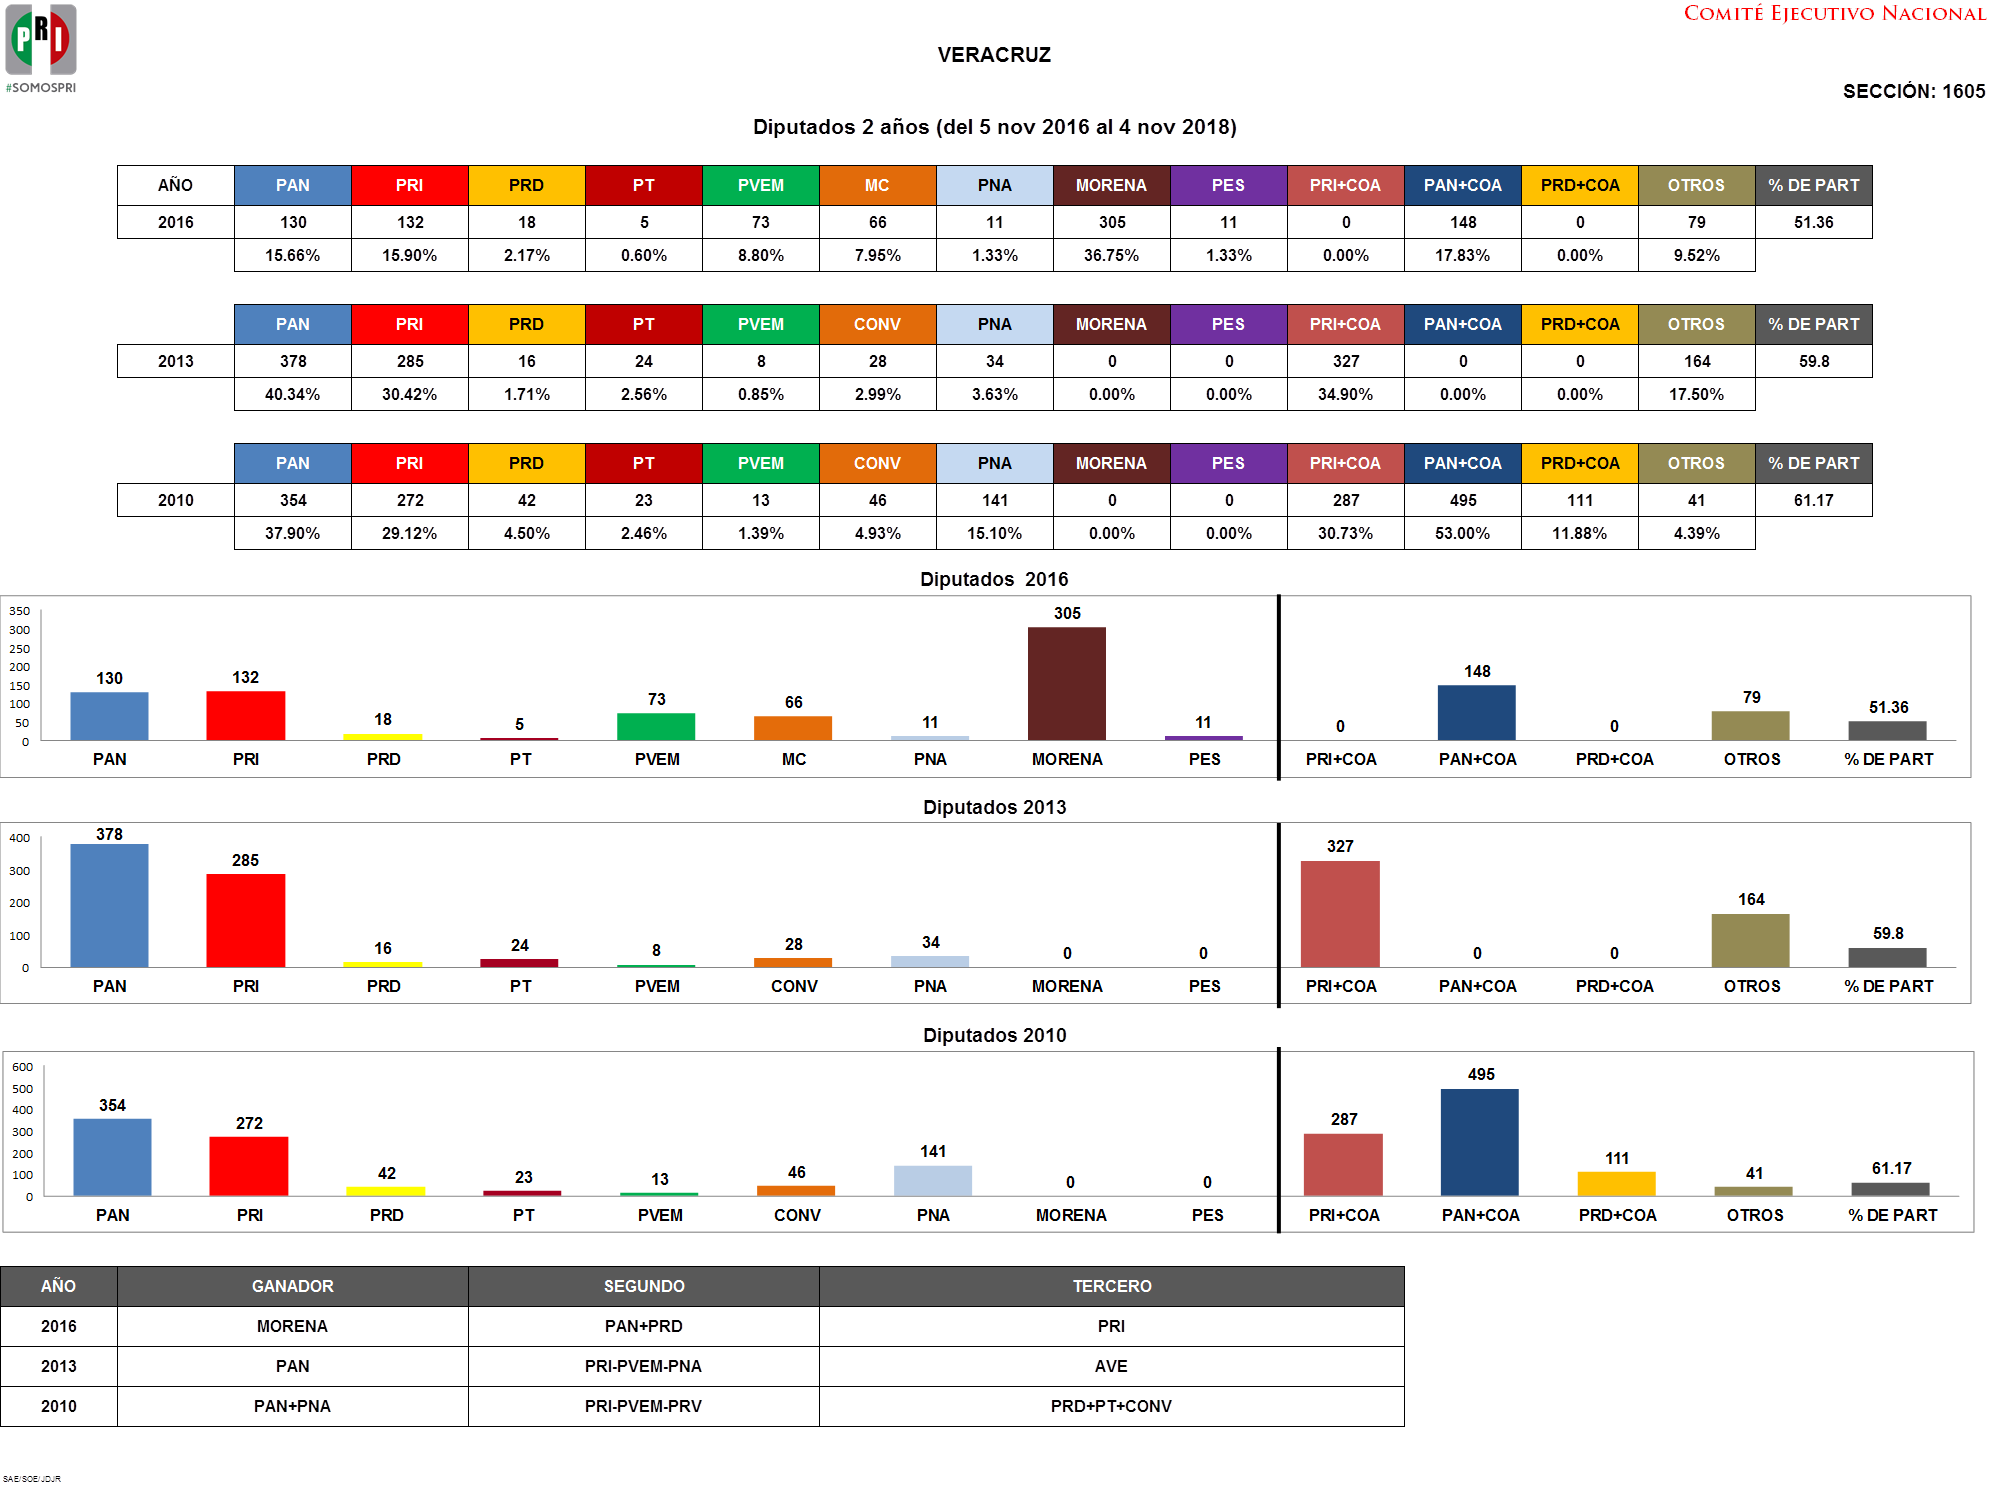 PRI
#SOMOSPRI
COMITÉ EJECUTIVO NACIONAL
VERACRUZ
SECCIÓN: 1605
Diputados 2 años (del 5 nov 2016 al 4 nov 2018)
AÑO PAN PRI PRD PT PVEM MC PNA MORENA PES PRI+COA PAN+COA PRD+COA OTROS % DE PART
2016 130 132 18 5 73 66 11 305 11 0 148 0 79 51.36
15.66% 15.90% 2.17% 0.60% 8.80% 7.95% 1.33% 36.75% 1.33% 0.00% 17.83% 0.00% 9.52%
PAN PRI PRD PT PVEM CONV PNA MORENA PES PRI+COA PAN+COA PRD+COA OTROS % DE PART
2013 378 285 16 24 8 28 34 0 0 327 0 0 164 59.8
40.34% 30.42% 1.71% 2.56% 0.85% 2.99% 3.63% 0.00% 0.00% 34.90% 0.00% 0.00% 17.50%
PAN PRI PRD PT PVEM CONV PNA MORENA PES PRI+COA PAN+COA PRD+COA OTROS % DE PART
2010 354 272 42 23 13 46 141 0 0 287 495 111 41 61.17
37.90% 29.12% 4.50% 2.46% 1.39% 4.93% 15.10% 0.00% 0.00% 30.73% 53.00% 11.88% 4.39%
Diputados 2016
350
300
250
200
150
100
50
0
130 132 18 5 73 66 11 305 11 0 148 0 79 51.36
PAN PRI PRD PT PVEM MC PNA MORENA PES PRI+COA PAN+COA PRD+COA OTROS % DE PART
Diputados 2013
400
300
200
100
0
378 285 16 24 8 28 34 0 0 327 0 0 164 59.8
PAN PRI PRD PT PVEM CONV PNA MORENA PES PRI+COA PAN+COA PRD+COA OTROS % DE PART
Diputados 2010
600
500
400
300
200
100
0
354 272 42 23 13 46 141 0 0 287 495 111 41 61.17
PAN PRI PRD PT PVEM CONV PNA MORENA PES PRI+COA PAN+COA PRD+COA OTROS % DE PART
AÑO GANADOR SEGUNDO TERCERO
2016 MORENA PAN+PRD PRI
2013 PAN PRI-PVEM-PNA AVE
2010 PAN+PNA PRI-PVEM-PRV PRD+PT+CONV
SAE/SOE/JDJR